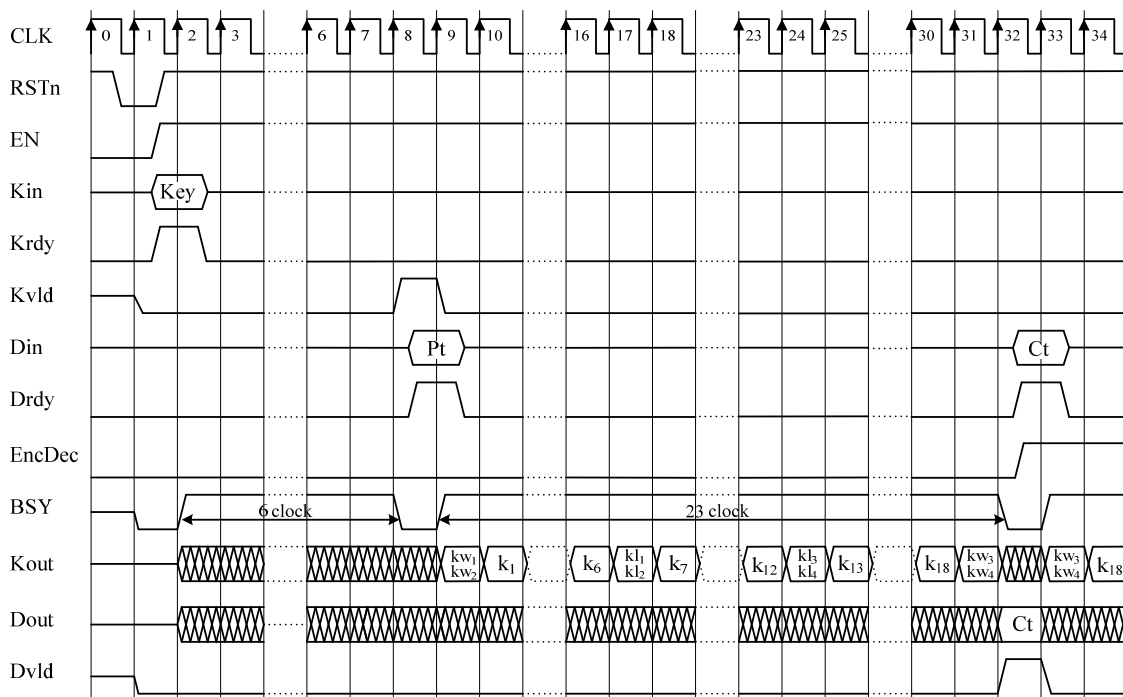 CLK 0 1 2 3 6 7 8 9 10 16 17 18 23 24 25 30 31 32 33 34
RSTn
EN
Kin Key
Krdy
Kvld
Din Pt Ct
Drdy
EncDec
BSY 6 clock 23 clock
Kout kw₁ kw₂ k₁ k₆ kl₁ kl₂ k₇ k₁₂ kl₃ kl₄ k₁₃ k₁₈ kw₃ kw₄ kw₃ kw₄ k₁₈
Dout Ct
Dvld